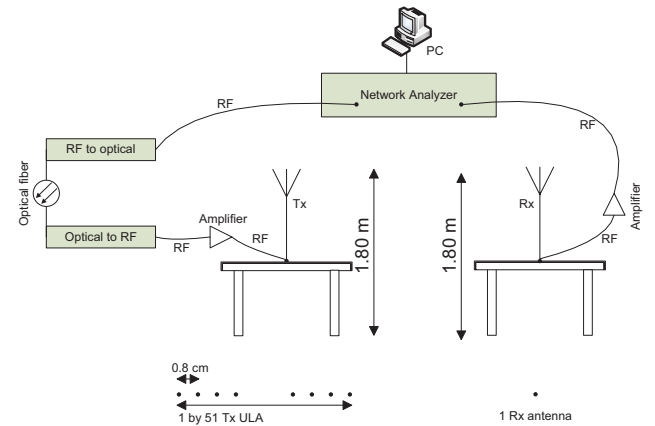 PC
Network Analyzer
RF
RF
RF to optical
Optical fiber
Optical to RF
RF
Amplifier
RF
Tx
1.80 m
1.80 m
Rx
RF
Amplifier
0.8 cm
1 by 51 Tx ULA
1 Rx antenna